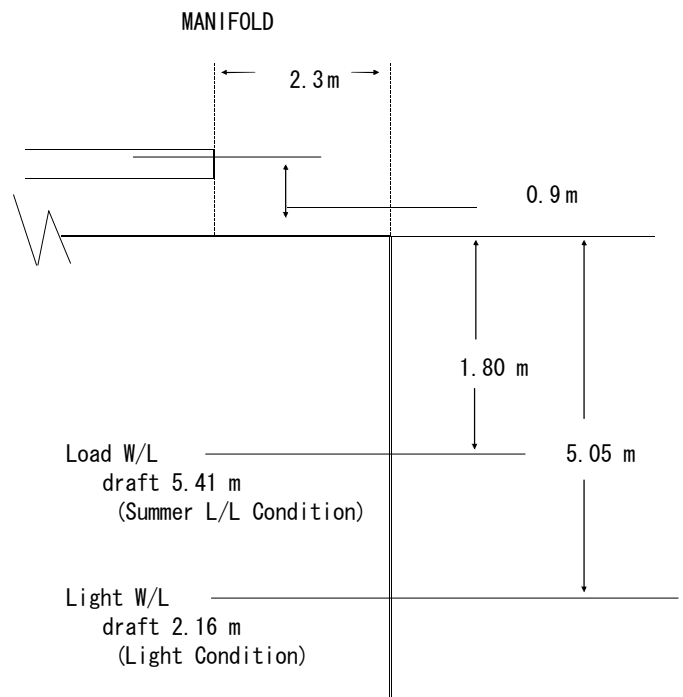 MANIFOLD
2.3m
0.9m
1.80 m
5.05 m
Load W/L
draft 5.41 m
(Summer L/L Condition)
Light W/L
draft 2.16 m
(Light Condition)